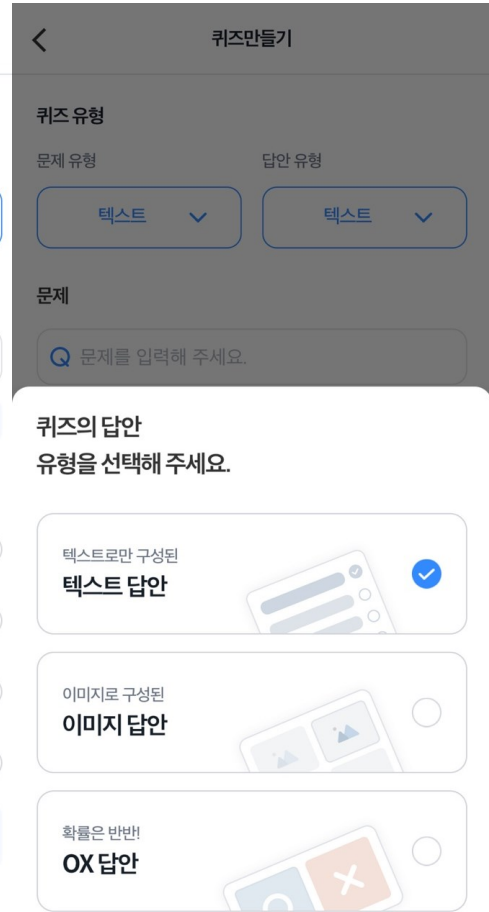 퀴즈만들기
퀴즈 유형
문제 유형
답안 유형
텍스트
텍스트
문제
Q 문제를 입력해 주세요.
퀴즈의 답안
유형을 선택해 주세요.
텍스트로만 구성된
텍스트 답안
이미지로 구성된
이미지 답안
확률은 반반!
OX 답안